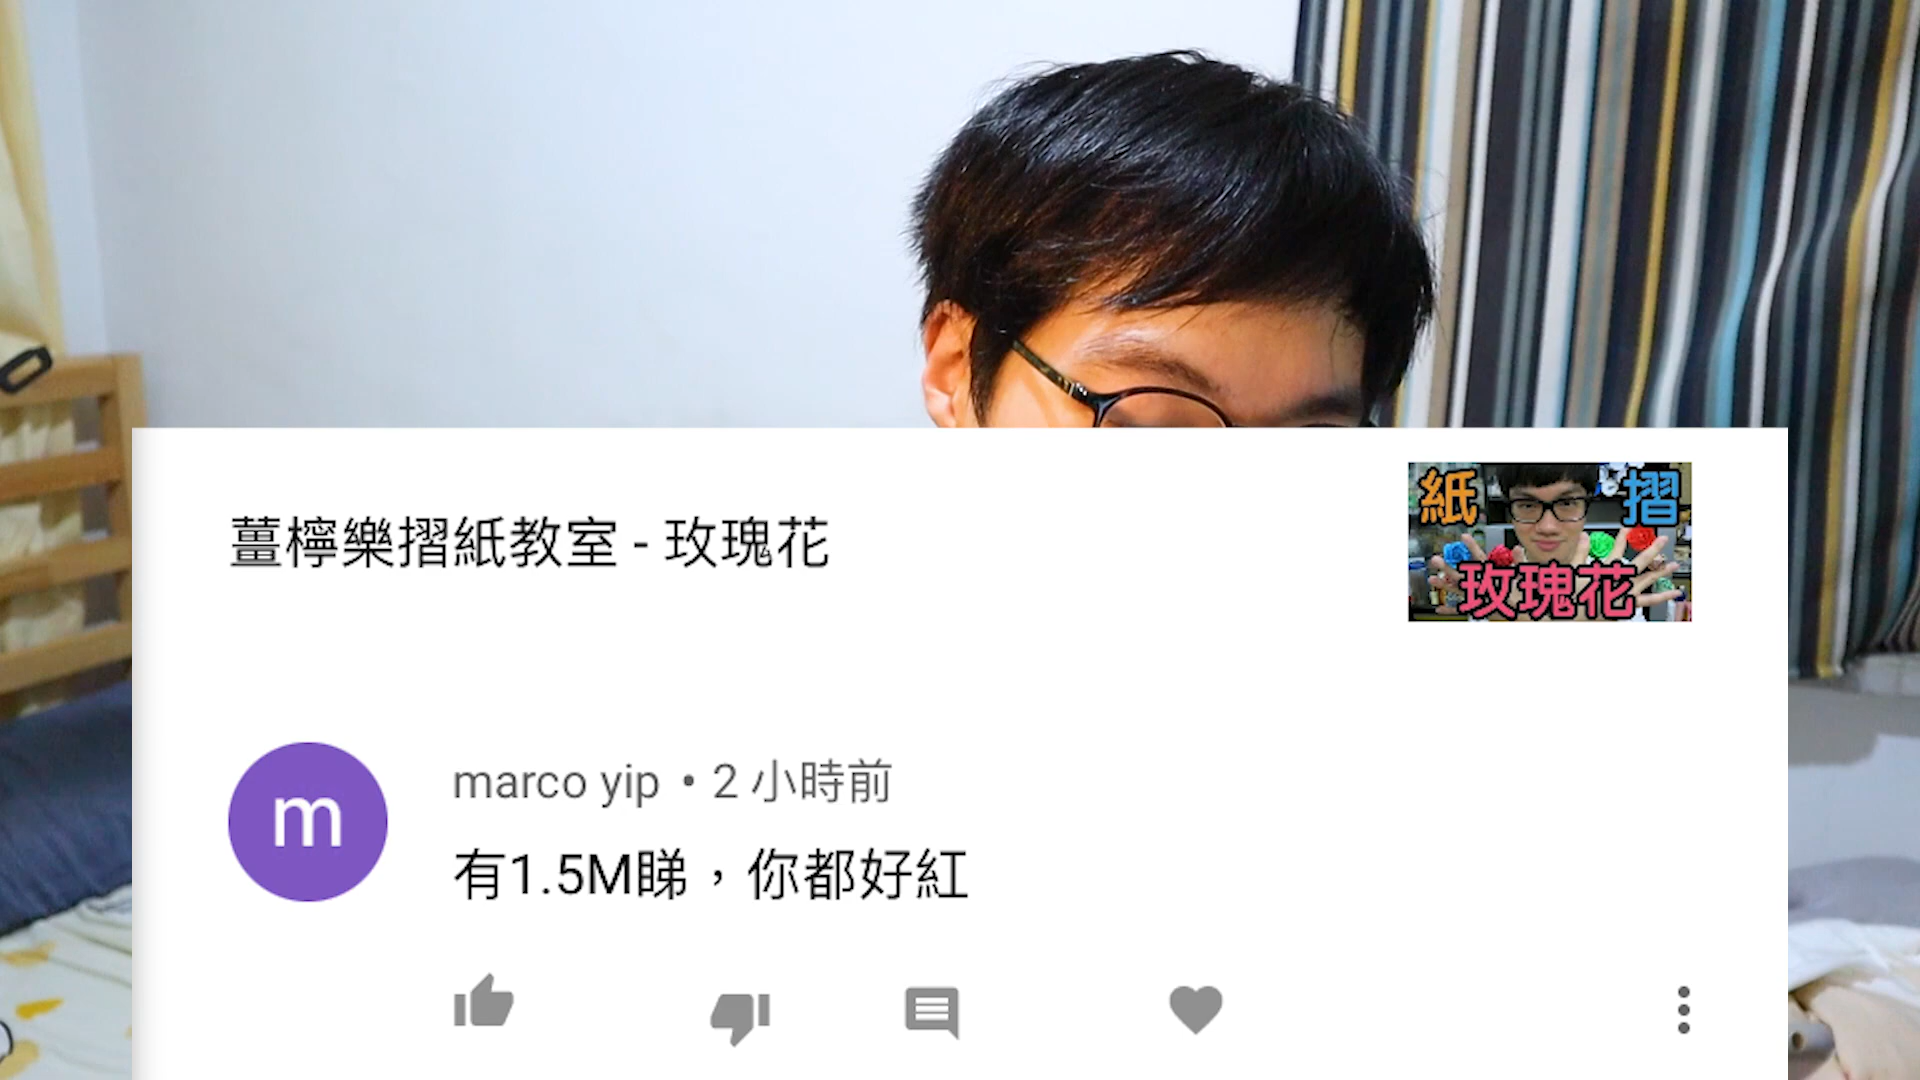 薑檸樂摺紙教室 - 玫瑰花
紙 摺
玫瑰花
m
marco yip • 2 小時前
有1.5M睇，你都好紅